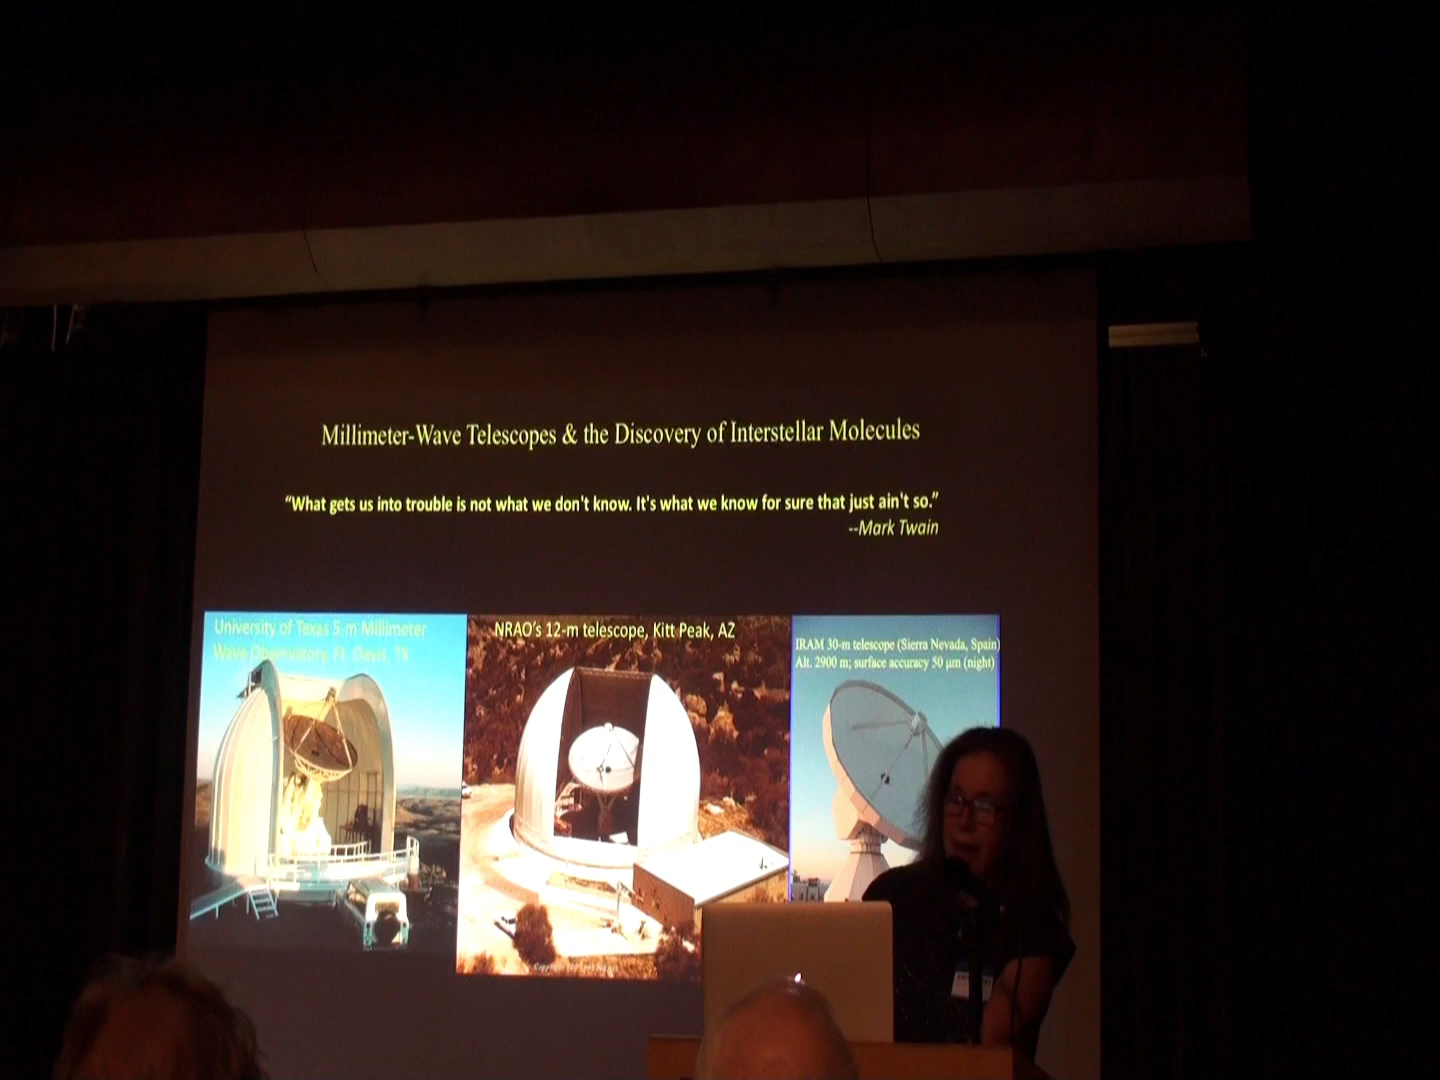 Millimeter-Wave Telescopes & the Discovery of Interstellar Molecules
“What gets us into trouble is not what we don't know. It's what we know for sure that just ain't so.”
--Mark Twain
University of Texas 5-m Millimeter
Wave Observatory, Ft. Davis, TX
NRAO's 12-m telescope, Kitt Peak, AZ
IRAM 30-m telescope (Sierra Nevada, Spain)
Alt. 2900 m; surface accuracy 50 μm (night)